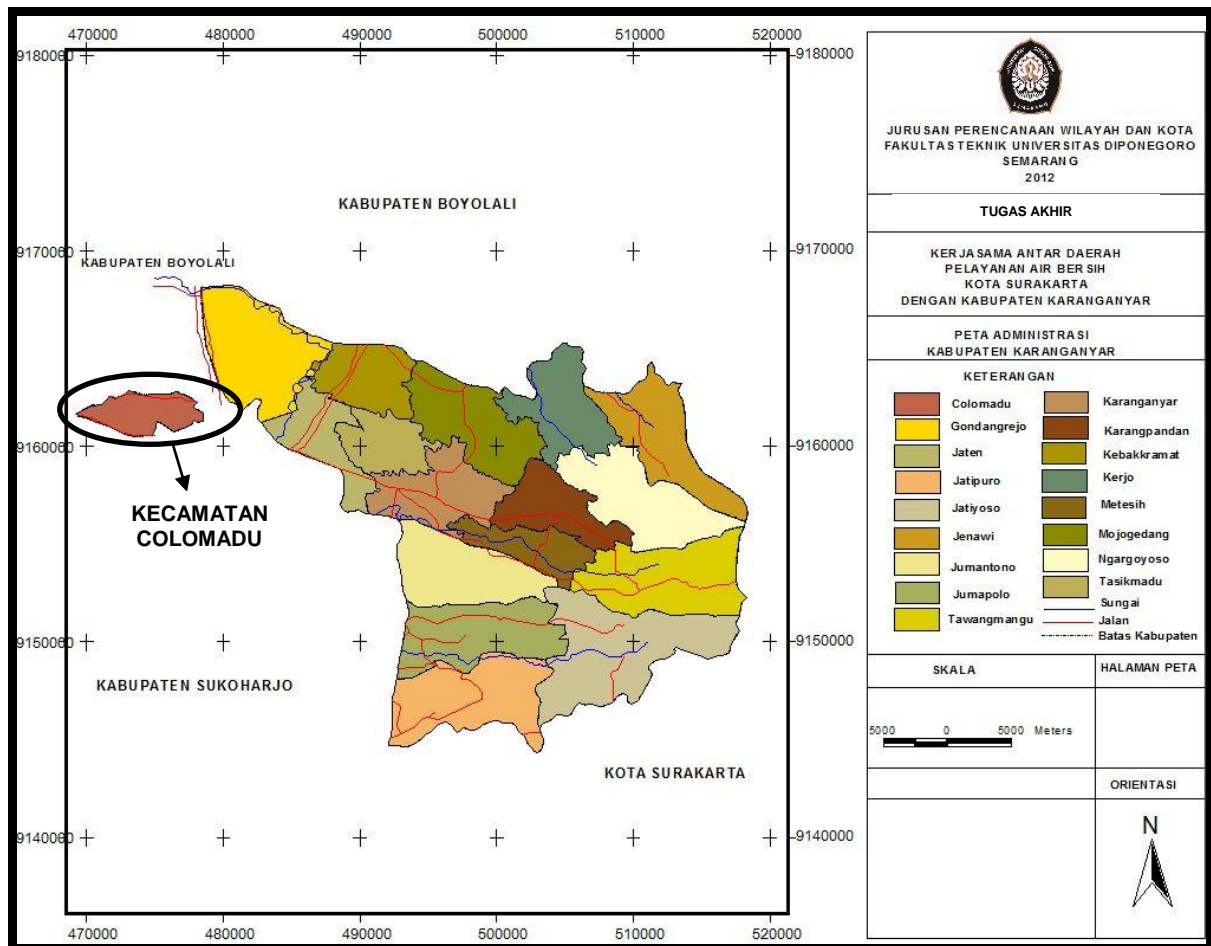 470000 480000 490000 500000 510000 520000
9180000 9180000
KABUPATEN BOYOLALI
9170000 9170000
KABUPATEN BOYOLALI
9160000 9160000
KECAMATAN
COLOMADU
9150000 9150000
KABUPATEN SUKOHARJO
KOTA SURAKARTA
9140000 9140000
470000 480000 490000 500000 510000 520000
SEMARANG
JURUSAN PERENCANAAN WILAYAH DAN KOTA
FAKULTAS TEKNIK UNIVERSITAS DIPONEGORO
SEMARANG
2012
TUGAS AKHIR
KERJASAMA ANTAR DAERAH
PELAYANAN AIR BERSIH
KOTA SURAKARTA
DENGAN KABUPATEN KARANGANYAR
PETA ADMINISTRASI
KABUPATEN KARANGANYAR
KETERANGAN
Colomadu
Gondangrejo
Jaten
Jatipuro
Jatiyoso
Jenawi
Jumantono
Jumapolo
Tawangmangu
Karanganyar
Karangpandan
Kebakkramat
Kerjo
Metesih
Mojogedang
Ngargoyoso
Tasikmadu
Sungai
Jalan
Batas Kabupaten
SKALA
HALAMAN PETA
5000 0 5000 Meters
ORIENTASI
N